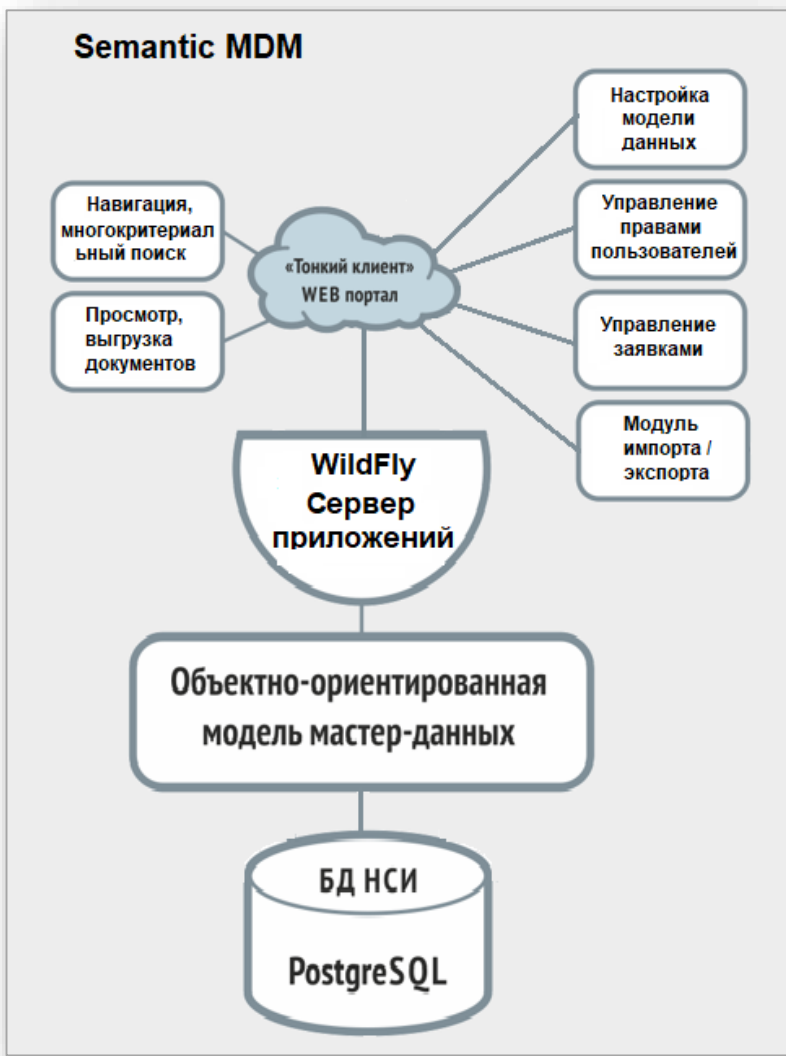 Semantic MDM
Настройка
модели
данных
Навигация,
многокритериал
ьный поиск
Управление
правами
пользователей
«Тонкий клиент»
WEB портал
Просмотр,
выгрузка
документов
Управление
заявками
Модуль
импорта /
экспорта
WildFly
Сервер
приложений
Объектно-ориентированная
модель мастер-данных
БД НСИ
PostgreSQL